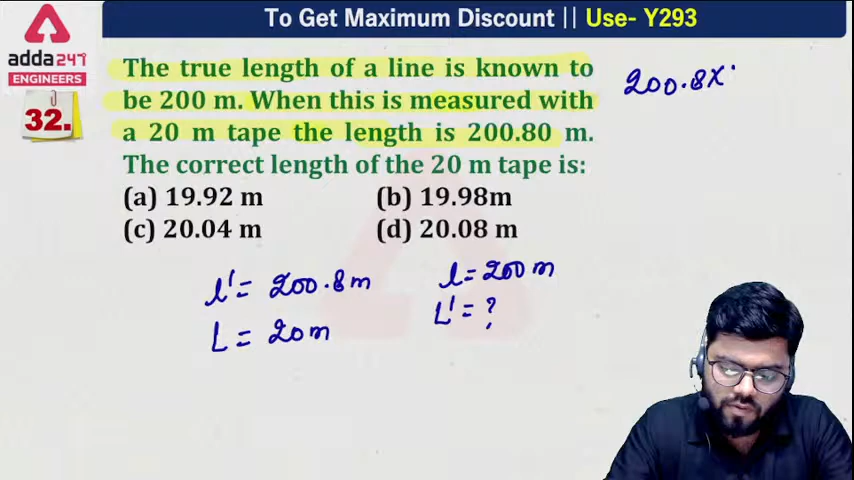 To Get Maximum Discount || Use- Y293
adda247
ENGINEERS
32.
The true length of a line is known to
be 200 m. When this is measured with
a 20 m tape the length is 200.80 m.
The correct length of the 20 m tape is:
(a) 19.92 m (b) 19.98m
(c) 20.04 m (d) 20.08 m
200.8x
l' = 200.8m l = 200m
L = 20m L' = ?